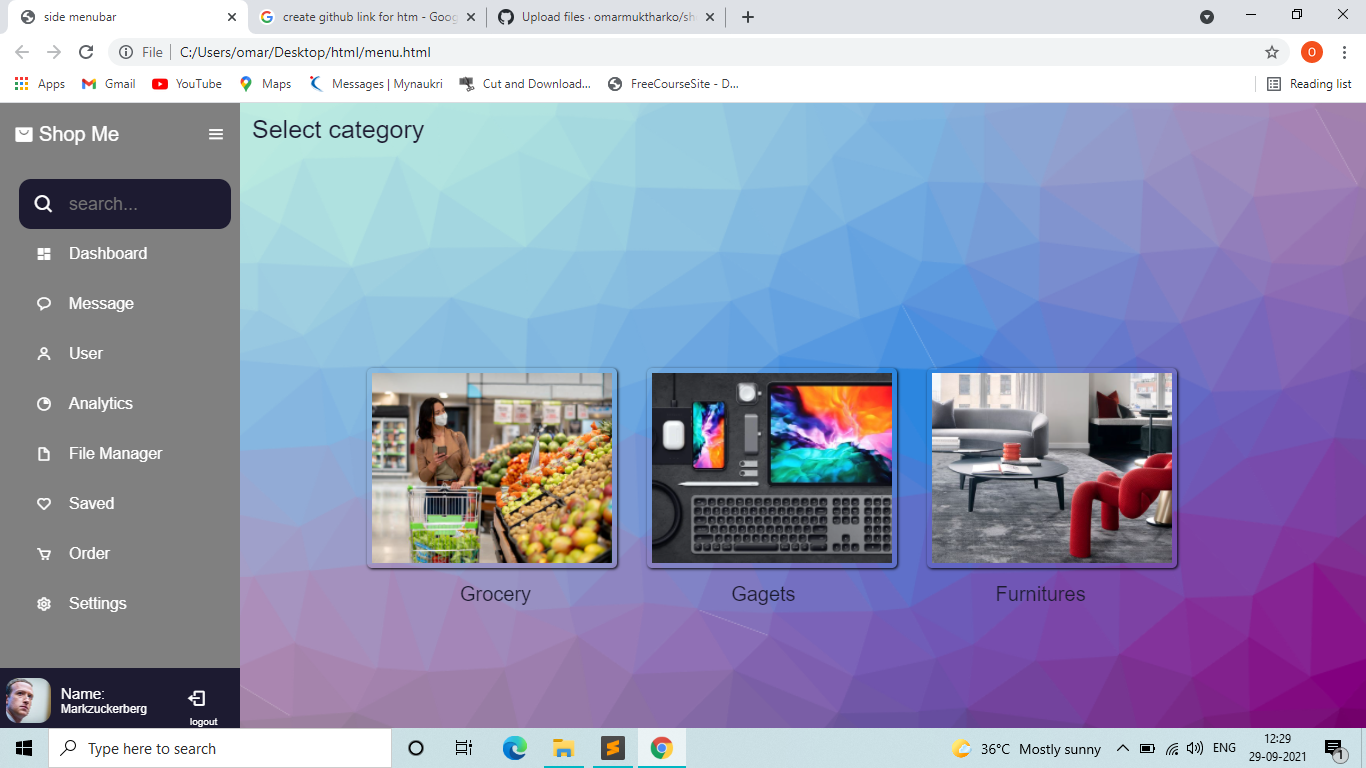 side menubar
create github link for htm - Goog
Upload files · omarmuktharko/sh
File
C:/Users/omar/Desktop/html/menu.html
O
Apps
Gmail
YouTube
Maps
Messages | Mynaukri
Cut and Download...
FreeCourseSite - D...
Reading list
Shop Me
Select category
search...
Dashboard
Message
User
Analytics
File Manager
Saved
Order
Settings
Grocery
Gagets
Furnitures
Name:
Markzuckerberg
logout
Type here to search
36°C Mostly sunny
ENG
12:29
29-09-2021
1